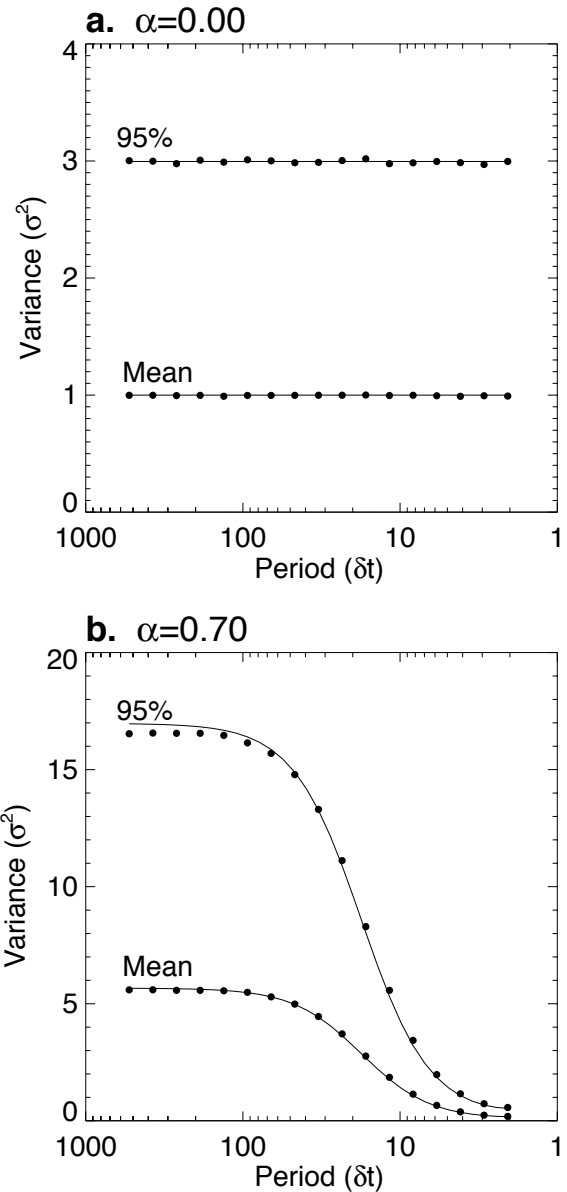 a. α=0.00
4
95%
3
Variance (σ²)
2
Mean
1
0
1000 100 10 1
Period (δt)
b. α=0.70
20
95%
15
Variance (σ²)
10
Mean
5
0
1000 100 10 1
Period (δt)